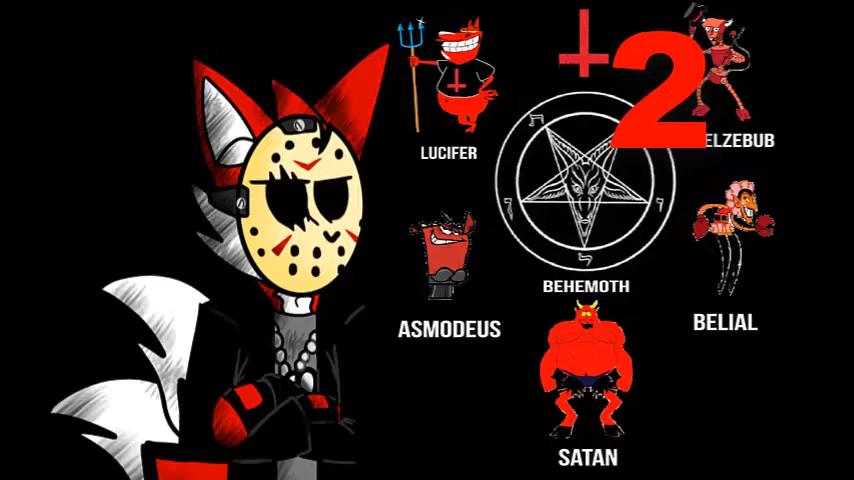 2
LUCIFER
ELZEBUB
ת
BEHEMOTH
ASMODEUS
BELIAL
SATAN